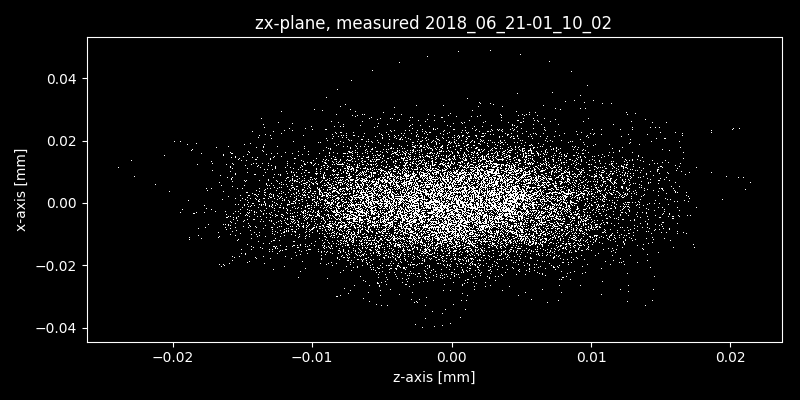 zx-plane, measured 2018_06_21-01_10_02
0.04
0.02
0.00
−0.02
−0.04
x-axis [mm]
−0.02 −0.01 0.00 0.01 0.02
z-axis [mm]